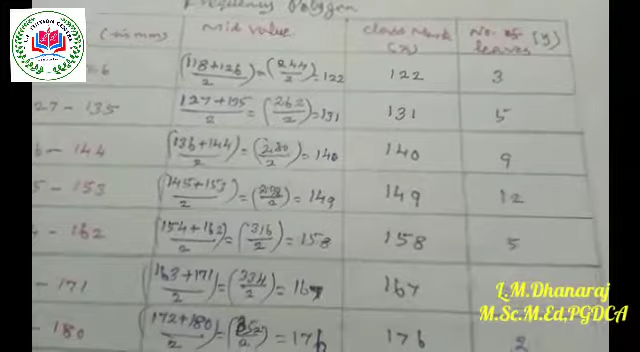 Frequency Polygon
(in mm) Mid value Class Mark (x) No. of leaves (y)
6 (118+126)/2 = (244)/2 = 122 122 3
27 - 135 127+135/2 = (262/2) = 131 131 5
- 144 (136+144)/2 = (280/2) = 140 140 9
5 - 153 (145+153/2) = (298/2) = 149 149 12
- 162 (154+162/2) = (316/2) = 158 158 5
- 171 (163+171/2) = (334/2) = 167 167
- 180 (172+180/2) = (352/2) = 176 176 2
L.M.Dhanaraj
M.Sc.M.Ed,PGDCA